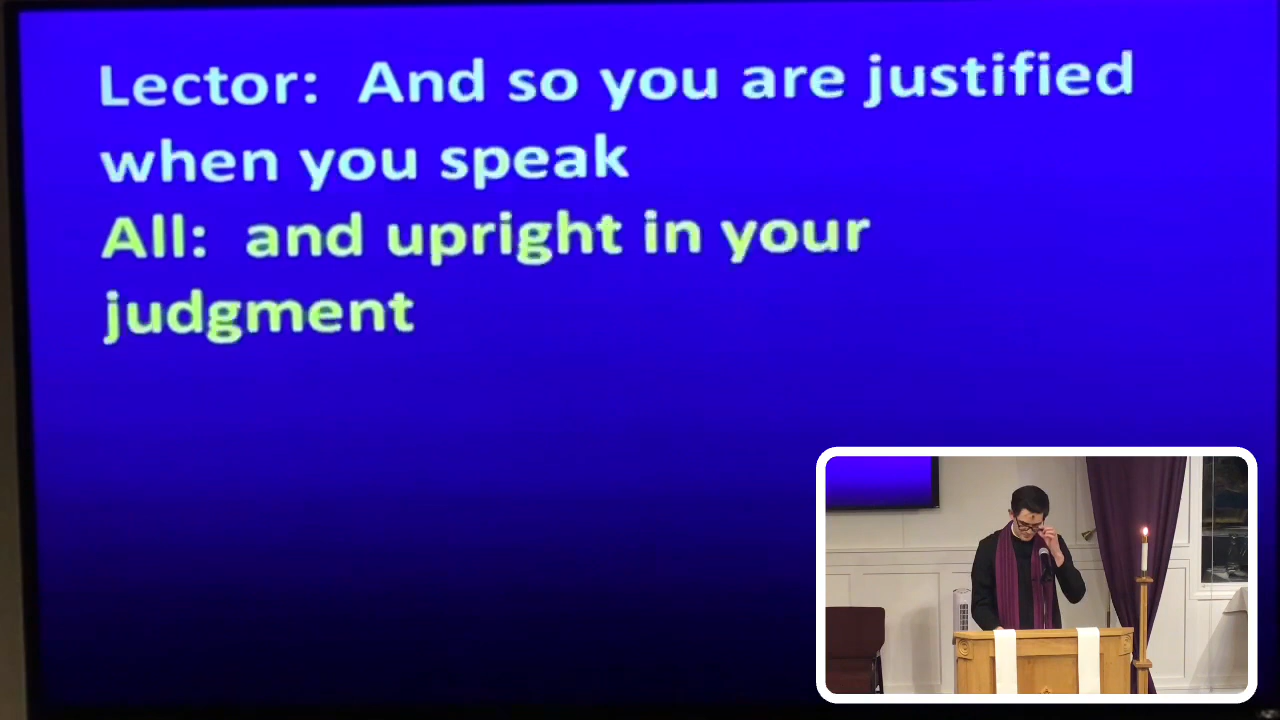 Lector:  And so you are justified
when you speak
All:  and upright in your
judgment